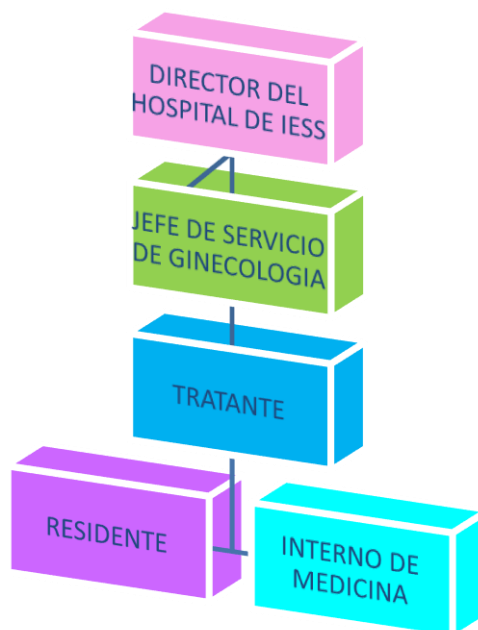 DIRECTOR DEL
HOSPITAL DE IESS
JEFE DE SERVICIO
DE GINECOLOGIA
TRATANTE
RESIDENTE
INTERNO DE
MEDICINA